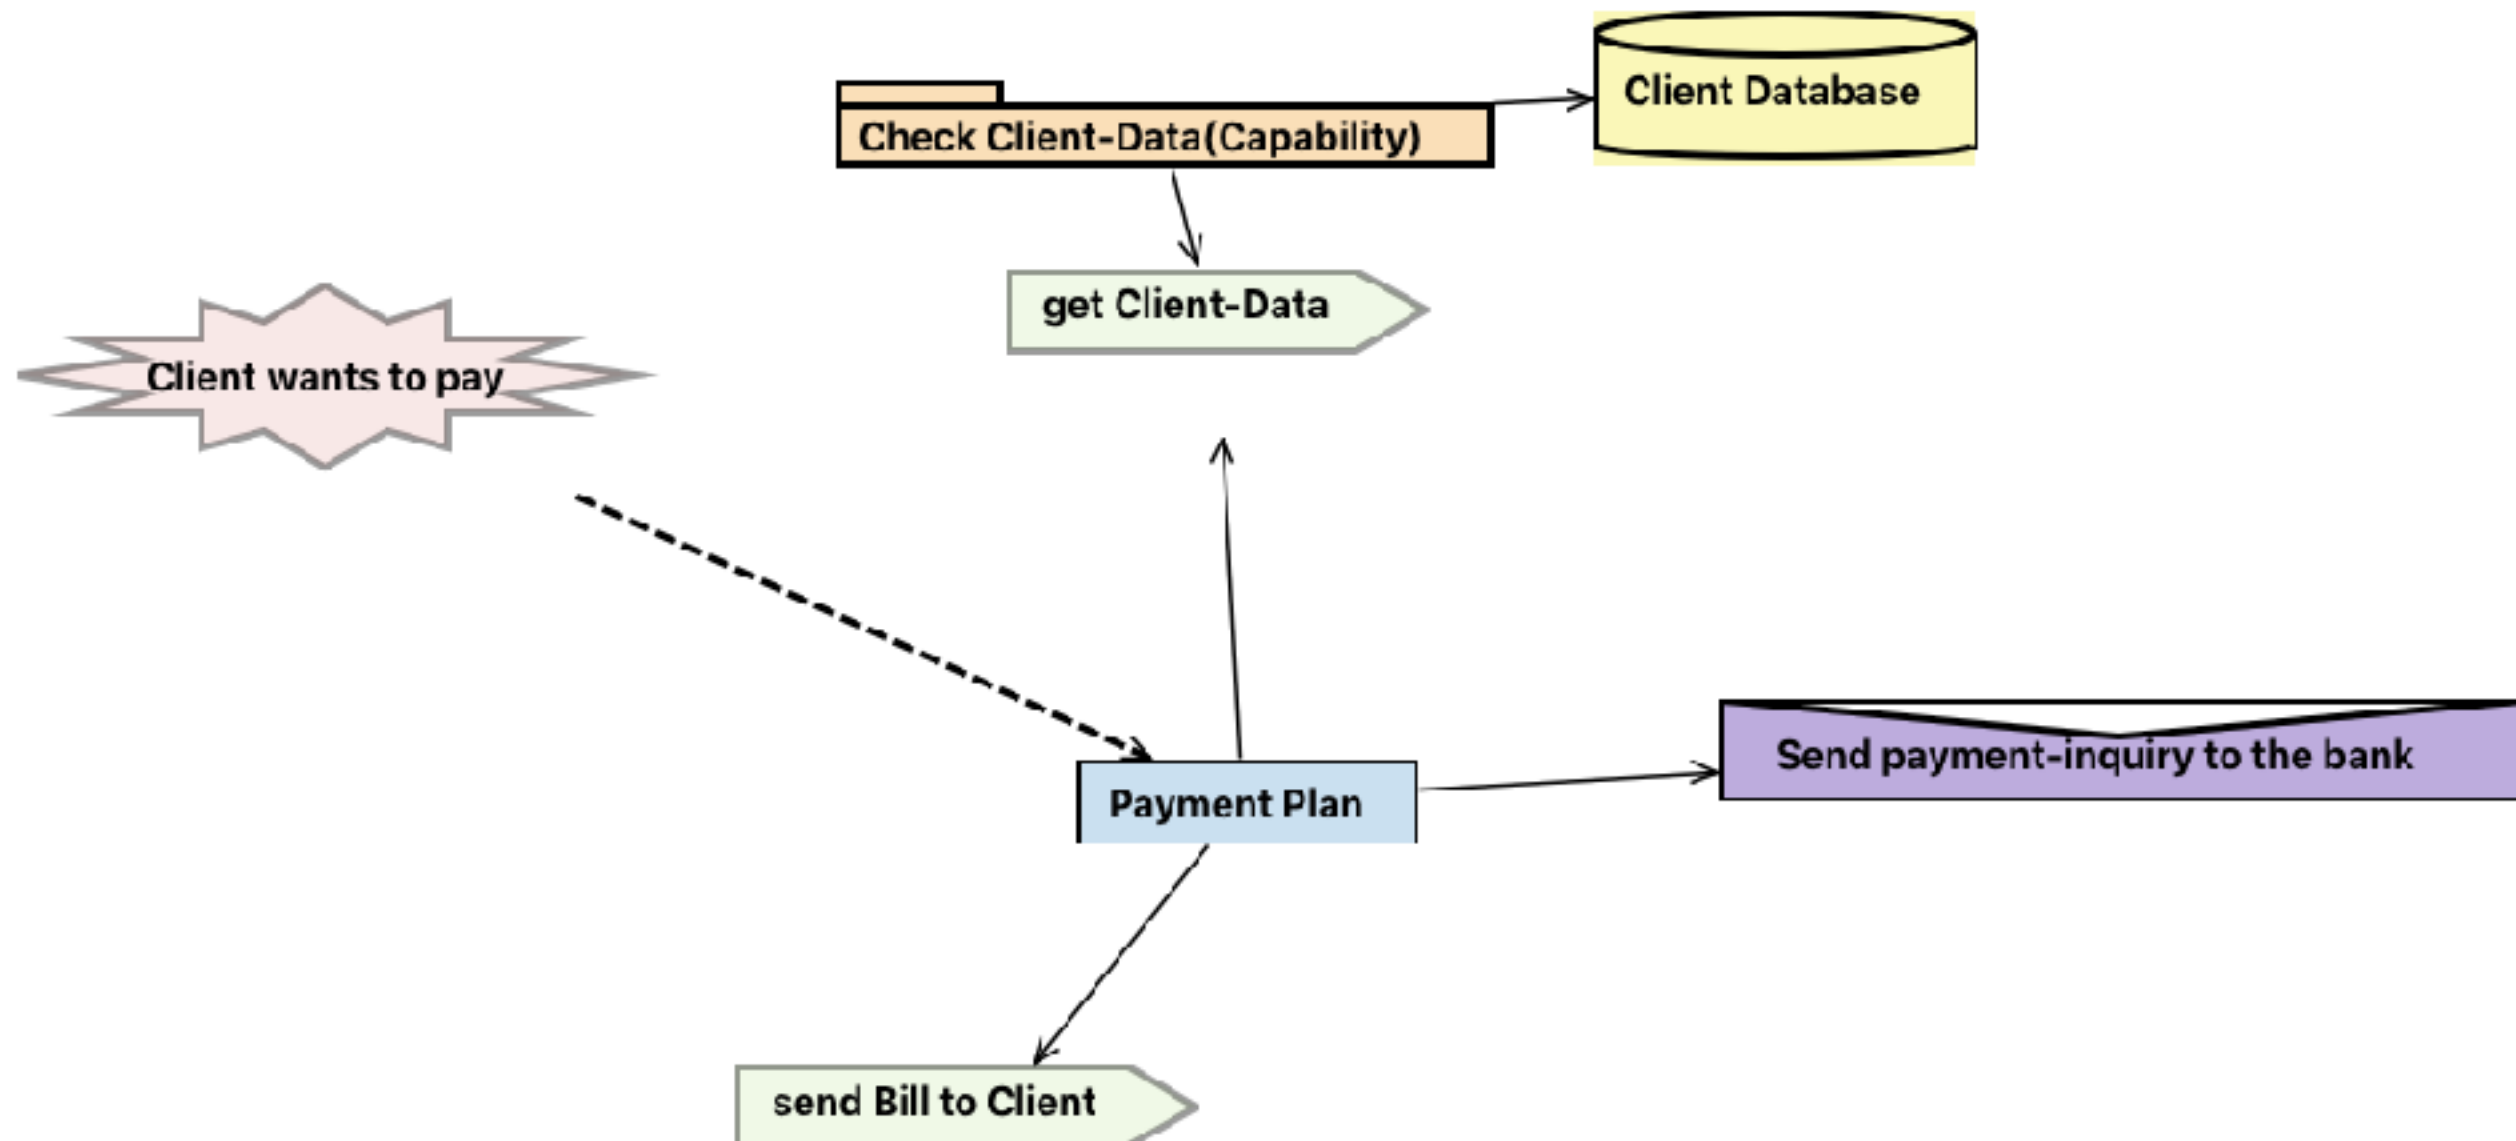 Client Database
Check Client-Data(Capability)
get Client-Data
Client wants to pay
Send payment-inquiry to the bank
Payment Plan
send Bill to Client